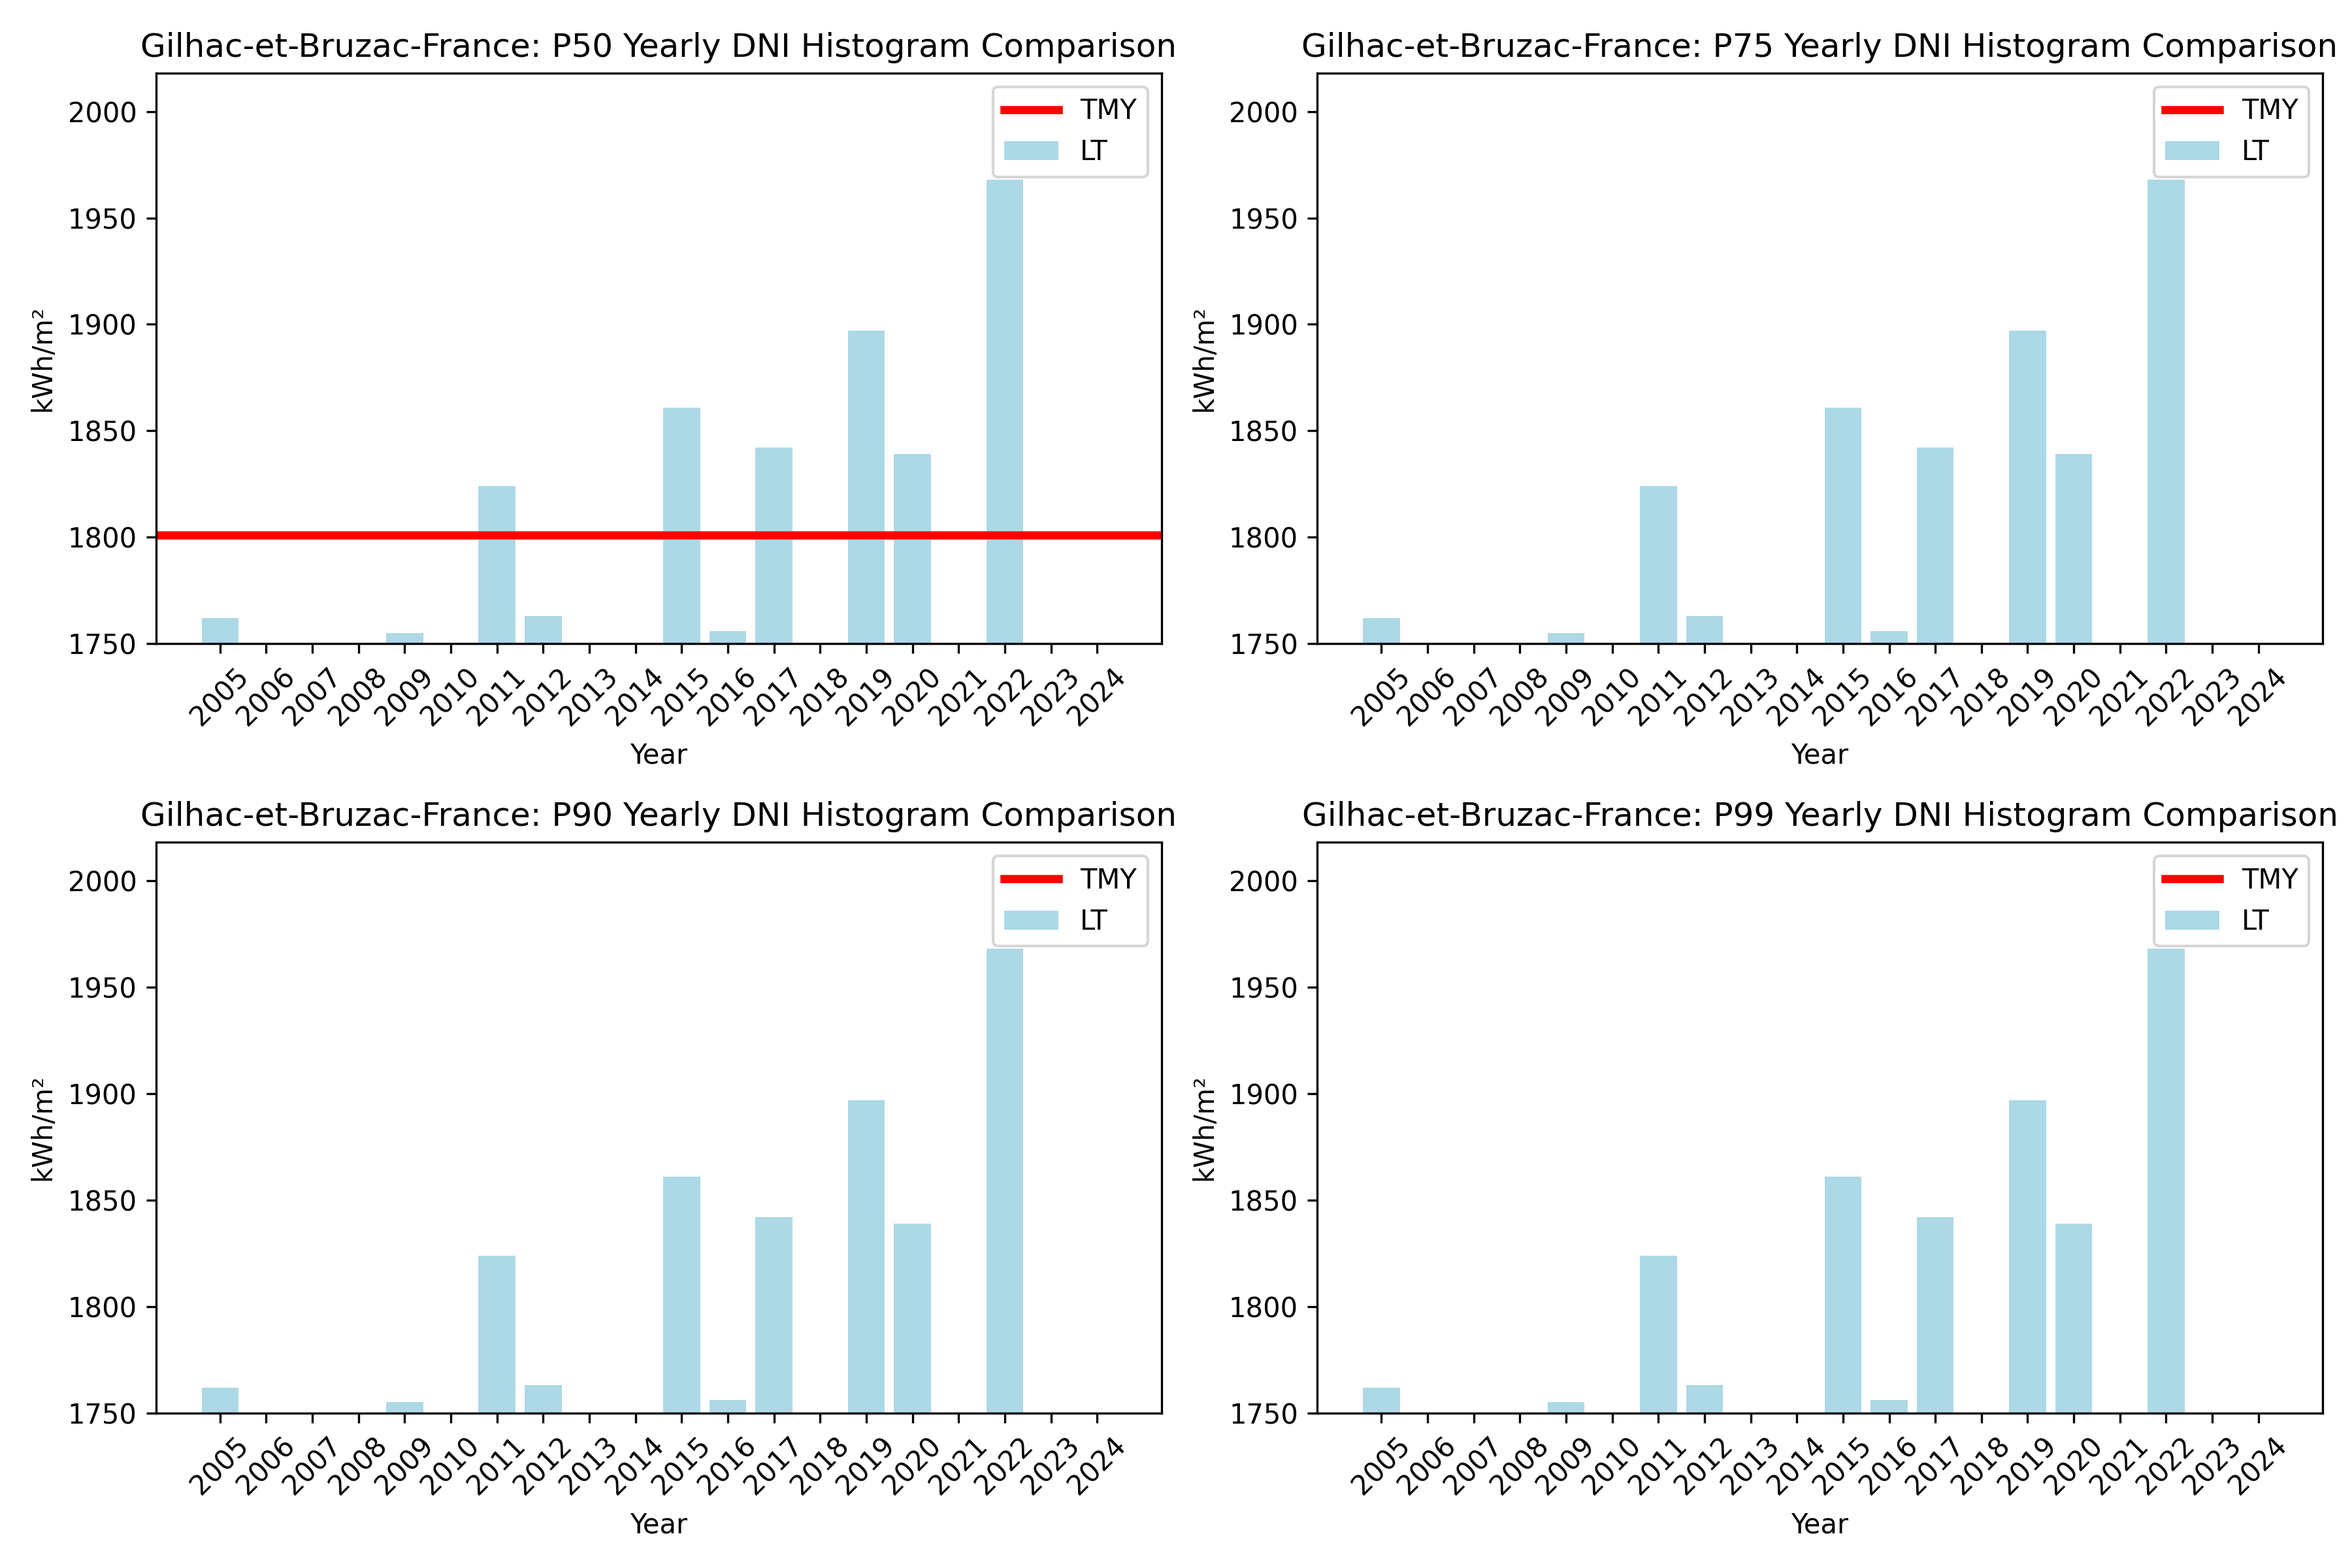 Gilhac-et-Bruzac-France: P50 Yearly DNI Histogram Comparison
TMY
LT
2000
1950
1900
1850
1800
1750
kWh/m²
2005 2006 2007 2008 2009 2010 2011 2012 2013 2014 2015 2016 2017 2018 2019 2020 2021 2022 2023 2024
Year
Gilhac-et-Bruzac-France: P75 Yearly DNI Histogram Comparison
TMY
LT
2000
1950
1900
1850
1800
1750
kWh/m²
2005 2006 2007 2008 2009 2010 2011 2012 2013 2014 2015 2016 2017 2018 2019 2020 2021 2022 2023 2024
Year
Gilhac-et-Bruzac-France: P90 Yearly DNI Histogram Comparison
TMY
LT
2000
1950
1900
1850
1800
1750
kWh/m²
2005 2006 2007 2008 2009 2010 2011 2012 2013 2014 2015 2016 2017 2018 2019 2020 2021 2022 2023 2024
Year
Gilhac-et-Bruzac-France: P99 Yearly DNI Histogram Comparison
TMY
LT
2000
1950
1900
1850
1800
1750
kWh/m²
2005 2006 2007 2008 2009 2010 2011 2012 2013 2014 2015 2016 2017 2018 2019 2020 2021 2022 2023 2024
Year